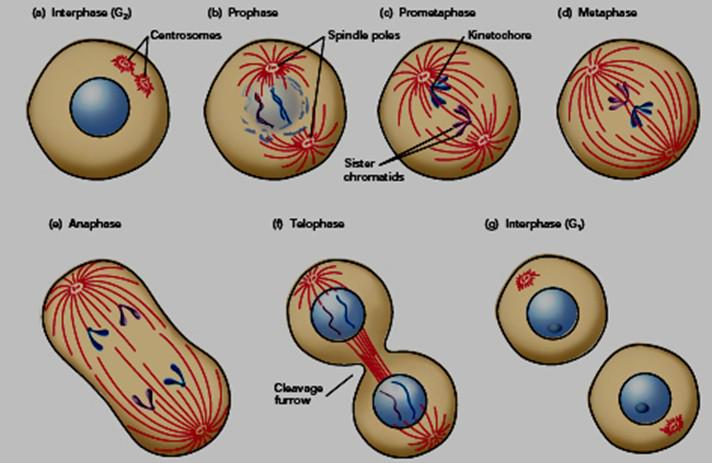 (a) Interphase (G₂)
(b) Prophase
(c) Prometaphase
(d) Metaphase
Centrosomes
Spindle poles
Kinetochore
Sister
chromatids
(e) Anaphase
(f) Telophase
(g) Interphase (G₁)
Cleavage
furrow